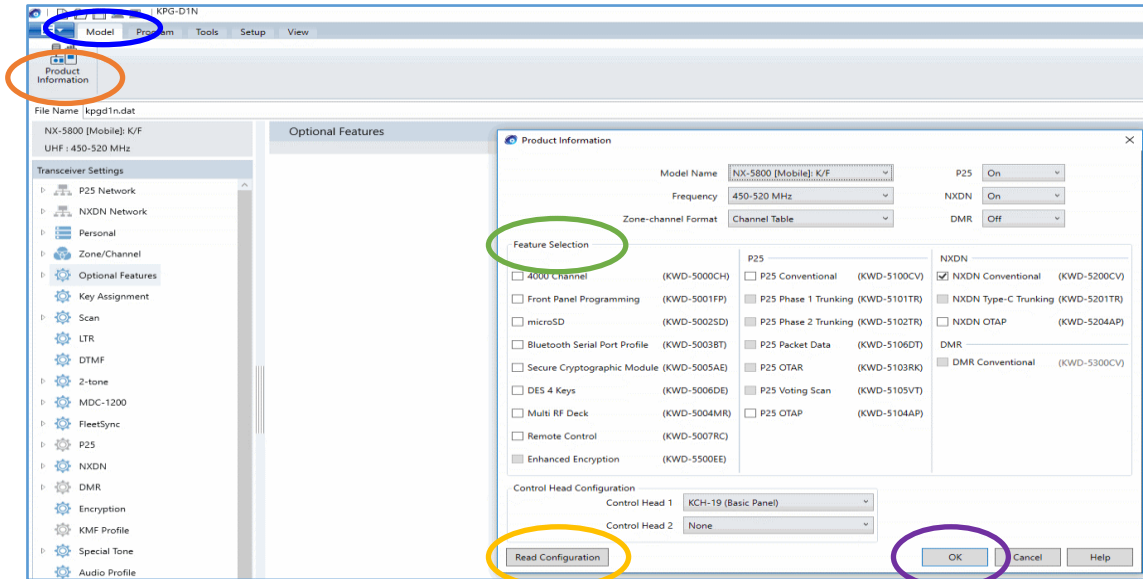 KPG-D1N
Model Program Tools Setup View
Product
Information
File Name kpgd1n.dat
NX-5800 [Mobile]: K/F
UHF : 450-520 MHz
Transceiver Settings
P25 Network
NXDN Network
Personal
Zone/Channel
Optional Features
Key Assignment
Scan
LTR
DTMF
2-tone
MDC-1200
FleetSync
P25
NXDN
DMR
Encryption
KMF Profile
Special Tone
Audio Profile
Optional Features
Product Information
Model Name NX-5800 [Mobile]: K/F P25 On
Frequency 450-520 MHz NXDN On
Zone-channel Format Channel Table DMR Off
Feature Selection
4000 Channel (KWD-5000CH)
Front Panel Programming (KWD-5001FP)
microSD (KWD-5002SD)
Bluetooth Serial Port Profile (KWD-5003BT)
Secure Cryptographic Module (KWD-5005AE)
DES 4 Keys (KWD-5006DE)
Multi RF Deck (KWD-5004MR)
Remote Control (KWD-5007RC)
Enhanced Encryption (KWD-5500EE)
P25
P25 Conventional (KWD-5100CV)
P25 Phase 1 Trunking (KWD-5101TR)
P25 Phase 2 Trunking (KWD-5102TR)
P25 Packet Data (KWD-5106DT)
P25 OTAR (KWD-5103RK)
P25 Voting Scan (KWD-5105VT)
P25 OTAP (KWD-5104AP)
NXDN
NXDN Conventional (KWD-5200CV)
NXDN Type-C Trunking (KWD-5201TR)
NXDN OTAP (KWD-5204AP)
DMR
DMR Conventional (KWD-5300CV)
Control Head Configuration
Control Head 1 KCH-19 (Basic Panel)
Control Head 2 None
Read Configuration OK Cancel Help